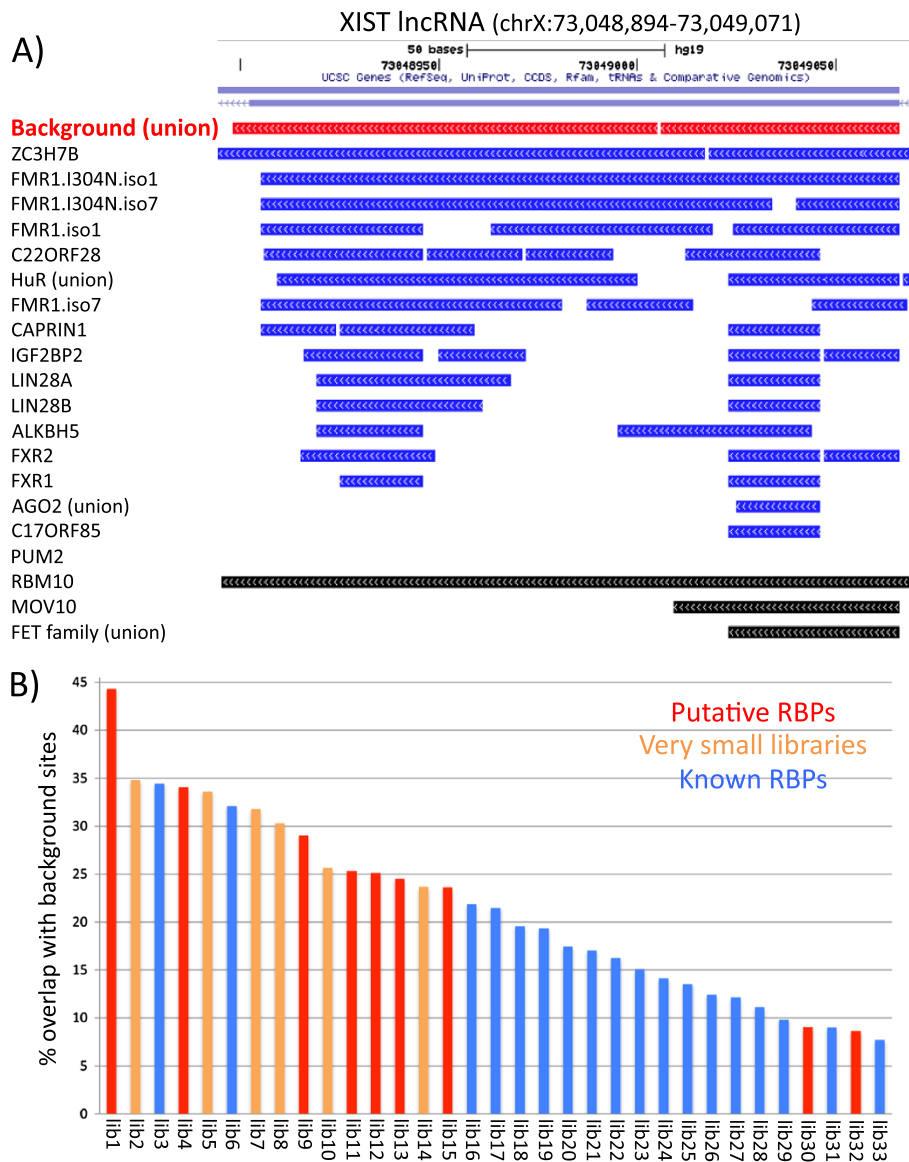 XIST lncRNA (chrX:73,048,894-73,049,071)
A)
50 bases hg19
73048950 73049000 73049050
UCSC Genes (RefSeq, UniProt, CCDS, Rfam, tRNAs & Comparative Genomics)
Background (union)
ZC3H7B
FMR1.I304N.iso1
FMR1.I304N.iso7
FMR1.iso1
C22ORF28
HuR (union)
FMR1.iso7
CAPRIN1
IGF2BP2
LIN28A
LIN28B
ALKBH5
FXR2
FXR1
AGO2 (union)
C17ORF85
PUM2
RBM10
MOV10
FET family (union)
B)
% overlap with background sites
45
40
35
30
25
20
15
10
5
0
Putative RBPs
Very small libraries
Known RBPs
lib1 lib2 lib3 lib4 lib5 lib6 lib7 lib8 lib9 lib10 lib11 lib12 lib13 lib14 lib15 lib16 lib17 lib18 lib19 lib20 lib21 lib22 lib23 lib24 lib25 lib26 lib27 lib28 lib29 lib30 lib31 lib32 lib33